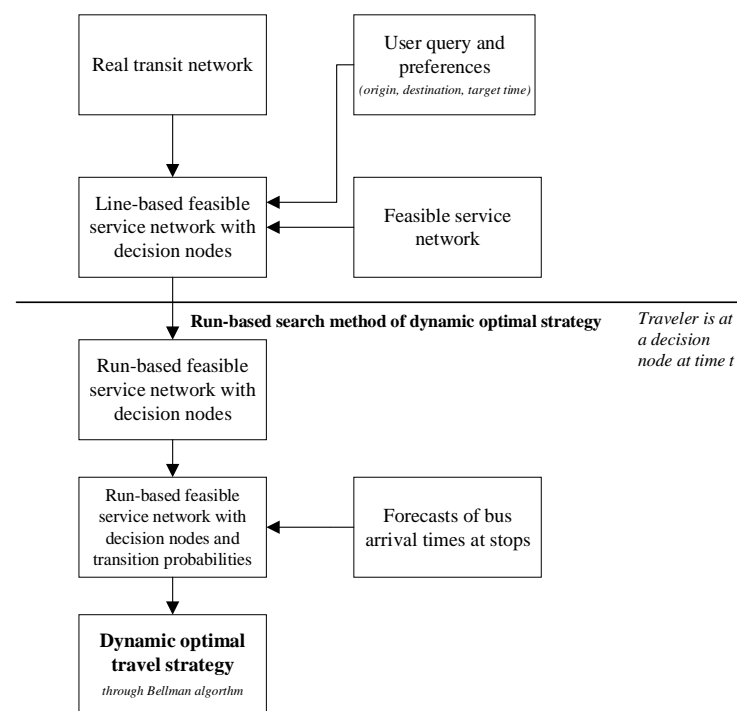 Real transit network
User query and
preferences
(origin, destination, target time)
Line-based feasible
service network with
decision nodes
Feasible service
network
Run-based search method of dynamic optimal strategy
Traveler is at
a decision
node at time t
Run-based feasible
service network with
decision nodes
Run-based feasible
service network with
decision nodes and
transition probabilities
Forecasts of bus
arrival times at stops
Dynamic optimal
travel strategy
through Bellman algorthm